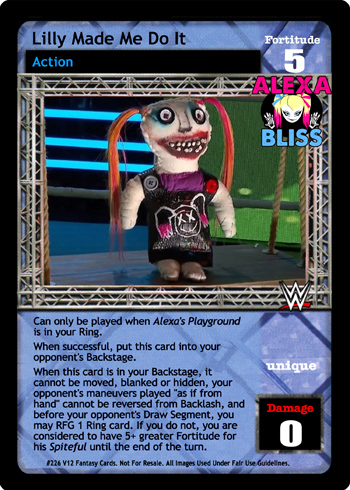 Lilly Made Me Do It
Fortitude
5
Action
ALEXA
BLISS
Can only be played when Alexa's Playground
is in your Ring.
When successful, put this card into your
opponent's Backstage.
When this card is in your Backstage, it
cannot be moved, blanked or hidden, your
opponent's maneuvers played "as if from
hand" cannot be reversed from Backlash, and
before your opponent's Draw Segment, you
may RFG 1 Ring card. If you do not, you are
considered to have 5+ greater Fortitude for
his Spiteful until the end of the turn.
unique
Damage
0
#226 V12 Fantasy Cards. Not For Resale. All Images Used Under Fair Use Guidelines.